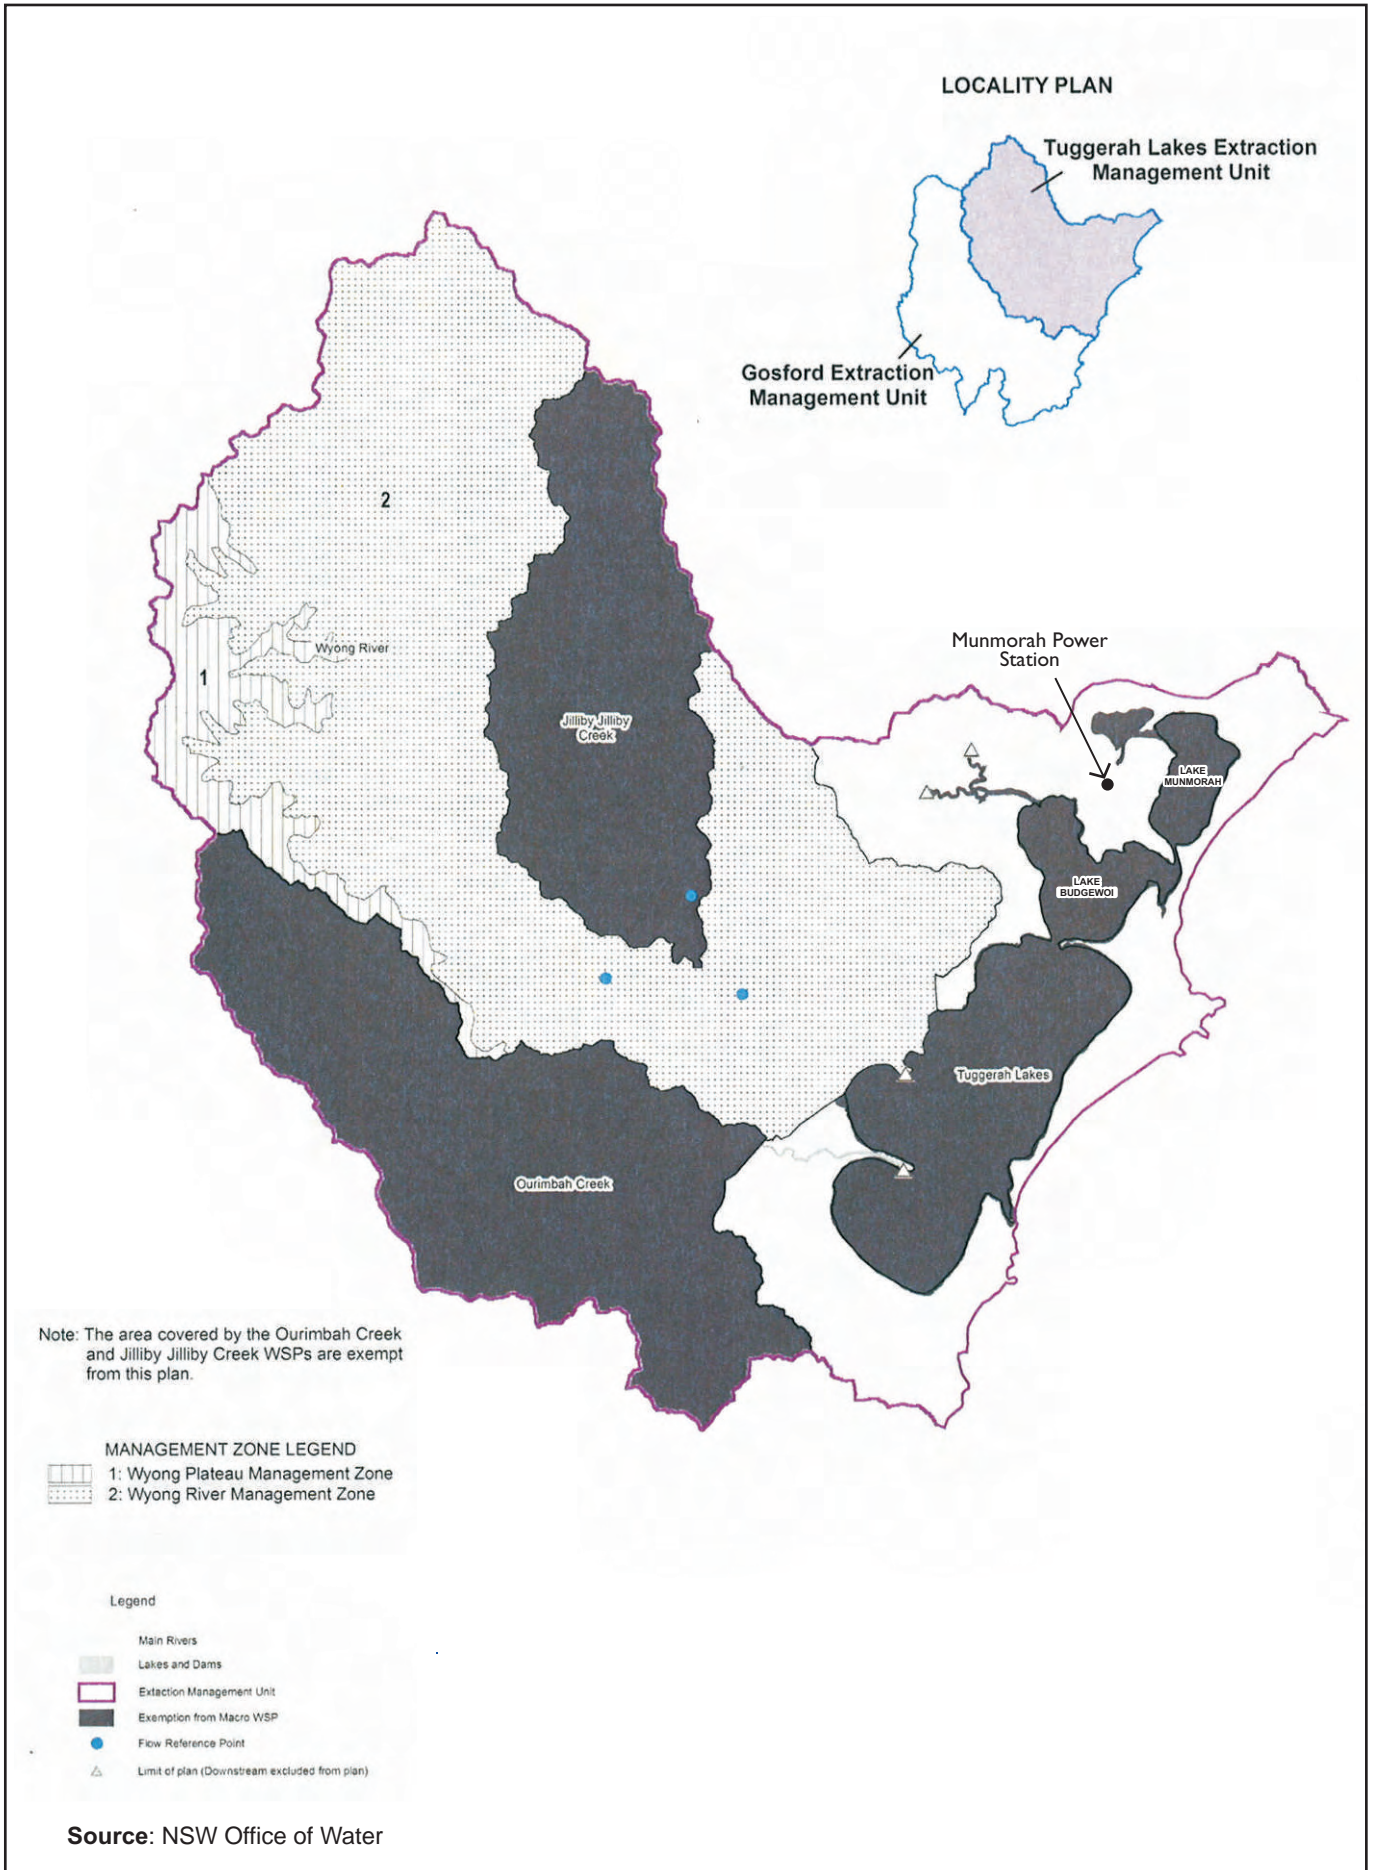 LOCALITY PLAN
Tuggerah Lakes Extraction
Management Unit
Gosford Extraction
Management Unit
2
Wyong River
1
Jilliby Jilliby
Creek
Munmorah Power
Station
LAKE
MUNMORAH
LAKE
BUDGEWOI
Tuggerah Lakes
Ourimbah Creek
Note: The area covered by the Ourimbah Creek
and Jilliby Jilliby Creek WSPs are exempt
from this plan.
MANAGEMENT ZONE LEGEND
1: Wyong Plateau Management Zone
2: Wyong River Management Zone
Legend
Main Rivers
Lakes and Dams
Extaction Management Unit
Exemption from Macro WSP
Flow Reference Point
Limit of plan (Downstream excluded from plan)
Source: NSW Office of Water